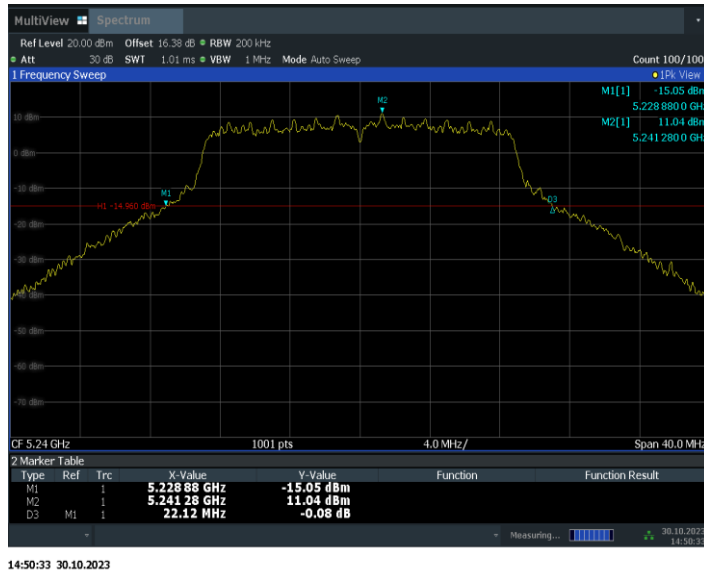 MultiView Spectrum
Ref Level 20.00 dBm Offset 16.38 dB RBW 200 kHz
Att 30 dB SWT 1.01 ms VBW 1 MHz Mode Auto Sweep Count 100/100
1 Frequency Sweep 1Pk View
M1[1] -15.05 dBm
5.228 880 0 GHz
M2[1] 11.04 dBm
5.241 280 0 GHz
M2
10 dBm
0 dBm
-10 dBm
M1
D3
H1 -14.960 dBm
-20 dBm
-30 dBm
-40 dBm
-50 dBm
-60 dBm
-70 dBm
CF 5.24 GHz 1001 pts 4.0 MHz/ Span 40.0 MHz
2 Marker Table
Type Ref Trc X-Value Y-Value Function Function Result
M1 1 5.228 88 GHz -15.05 dBm
M2 1 5.241 28 GHz 11.04 dBm
D3 M1 1 22.12 MHz -0.08 dB
Measuring... 30.10.2023
14:50:33
14:50:33 30.10.2023